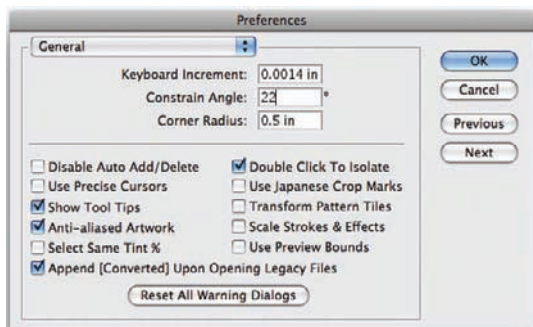 Preferences
General
OK
Keyboard Increment: 0.0014 in
Cancel
Constrain Angle: 22 °
Corner Radius: 0.5 in
Previous
Next
Disable Auto Add/Delete
Double Click To Isolate
Use Precise Cursors
Use Japanese Crop Marks
Show Tool Tips
Transform Pattern Tiles
Anti-aliased Artwork
Scale Strokes & Effects
Select Same Tint %
Use Preview Bounds
Append [Converted] Upon Opening Legacy Files
Reset All Warning Dialogs